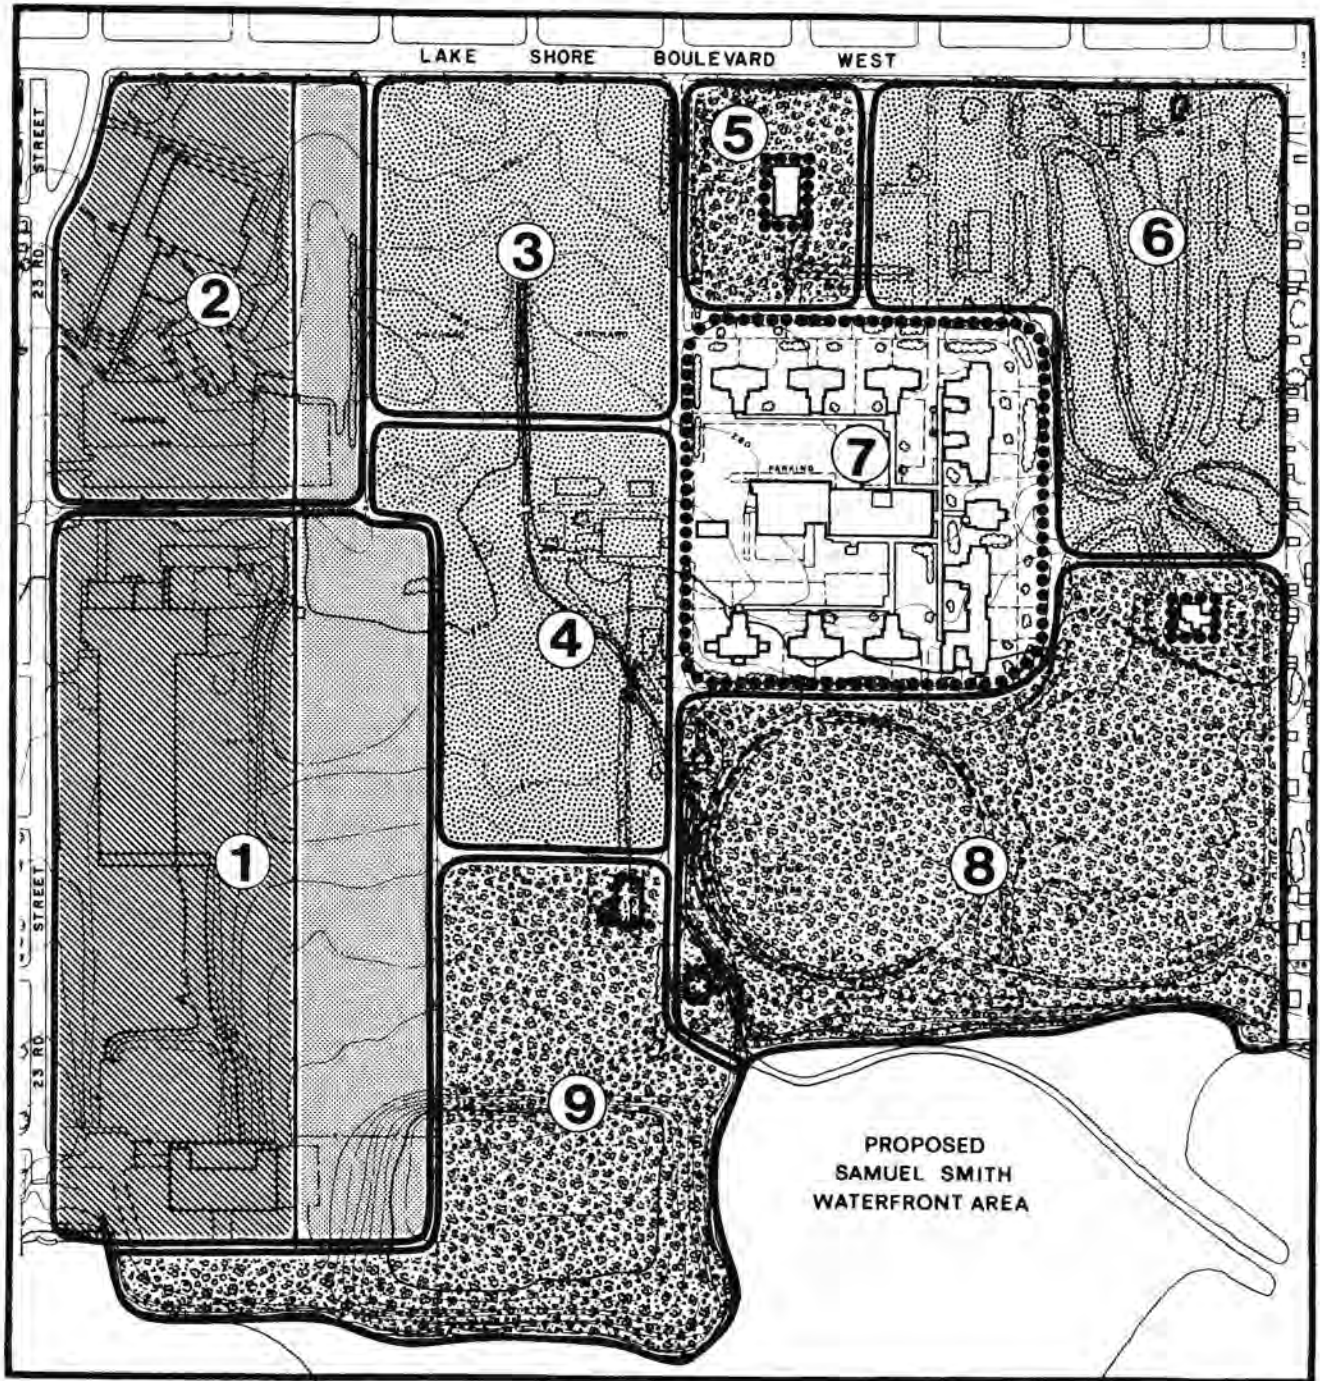 LAKE SHORE BOULEVARD WEST
STREET
23 RD.
5
6
3
2
7
PARKING
ORCHARD
4
1
8
STREET
23 RD.
9
PROPOSED
SAMUEL SMITH
WATERFRONT AREA